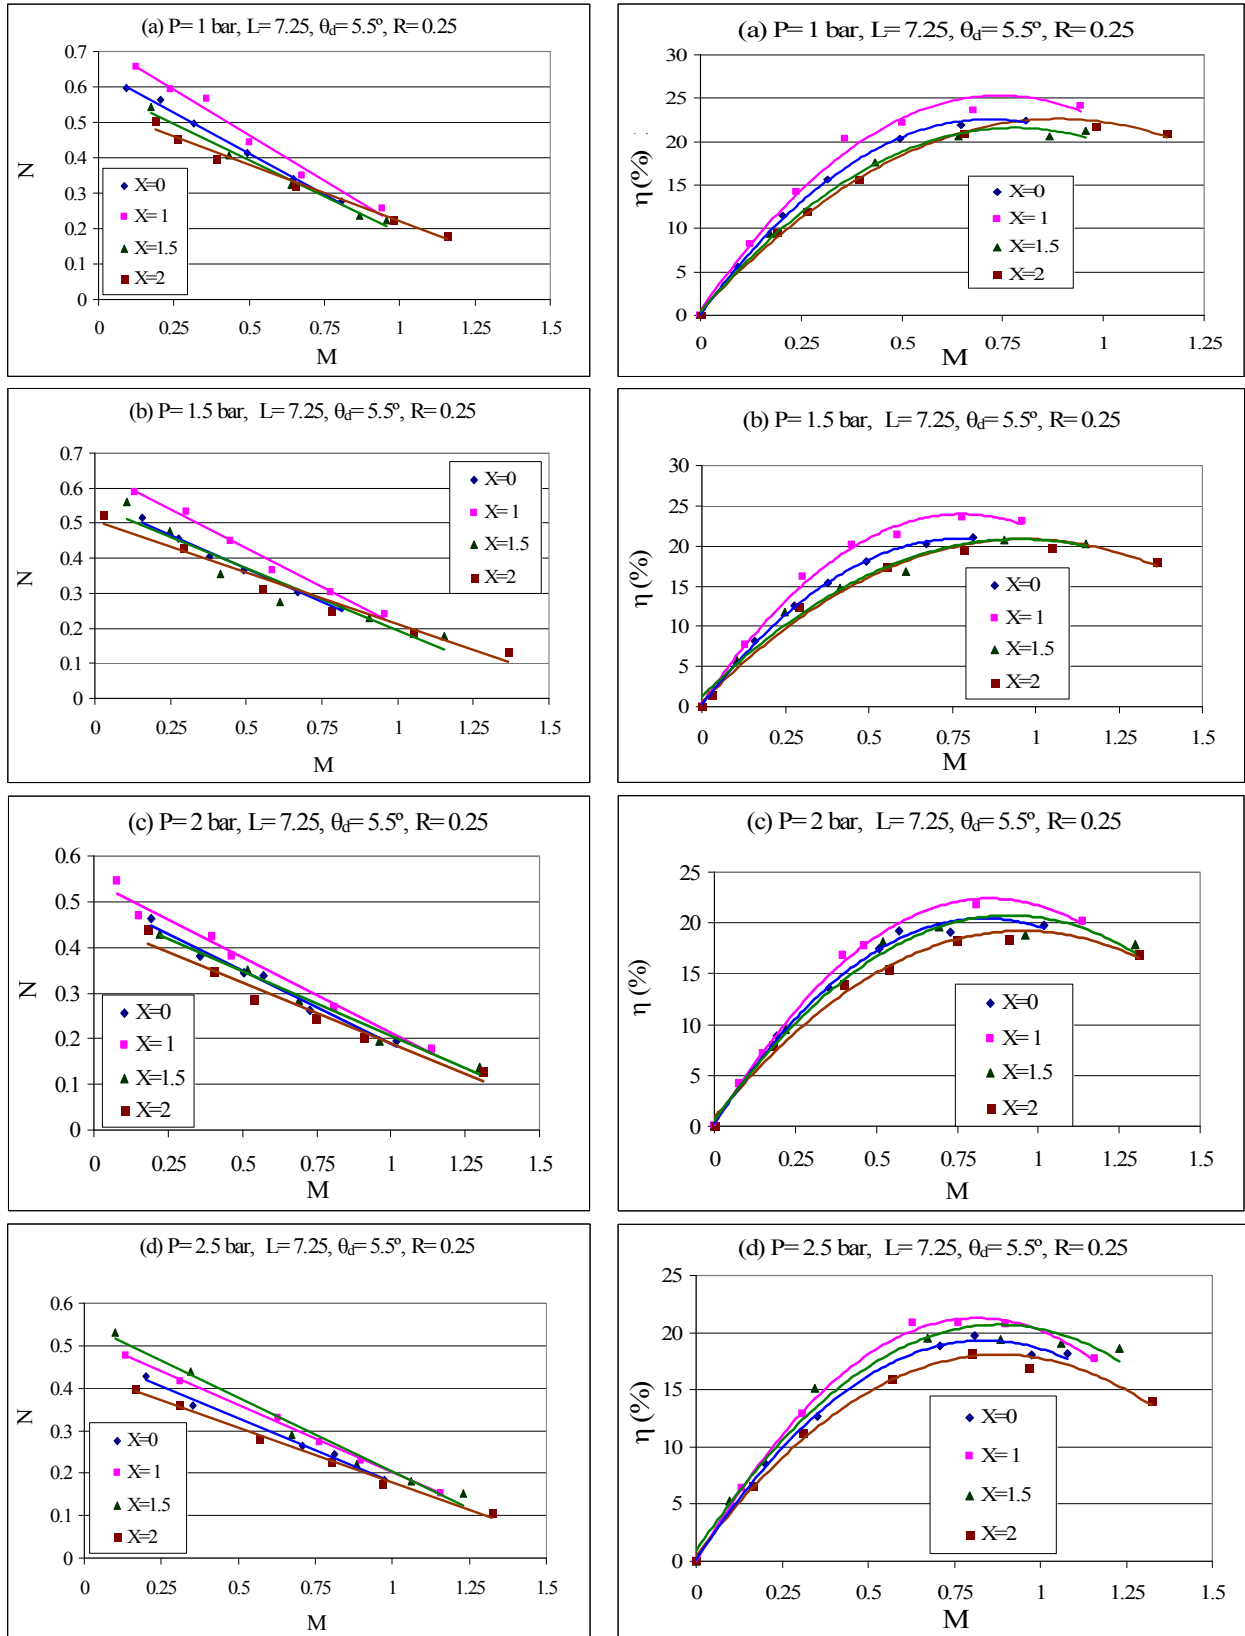 (a) P= 1 bar, L= 7.25, θd= 5.5º, R= 0.25
0.7
0.6
0.5
0.4
0.3
0.2
0.1
0
N
X=0
X= 1
X=1.5
X=2
0 0.25 0.5 0.75 1 1.25 1.5
M
(a) P= 1 bar, L= 7.25, θd= 5.5º, R= 0.25
30
25
20
15
10
5
0
η (%)
X=0
X= 1
X=1.5
X=2
0 0.25 0.5 0.75 1 1.25
M
(b) P= 1.5 bar, L= 7.25, θd= 5.5º, R= 0.25
0.7
0.6
0.5
0.4
0.3
0.2
0.1
0
N
X=0
X= 1
X=1.5
X=2
0 0.25 0.5 0.75 1 1.25 1.5
M
(b) P= 1.5 bar, L= 7.25, θd= 5.5º, R= 0.25
30
25
20
15
10
5
0
η (%)
X=0
X= 1
X=1.5
X=2
0 0.25 0.5 0.75 1 1.25 1.5
M
(c) P= 2 bar, L= 7.25, θd= 5.5º, R= 0.25
0.6
0.5
0.4
0.3
0.2
0.1
0
N
X=0
X= 1
X=1.5
X=2
0 0.25 0.5 0.75 1 1.25 1.5
M
(c) P= 2 bar, L= 7.25, θd= 5.5º, R= 0.25
25
20
15
10
5
0
η (%)
X=0
X= 1
X=1.5
X=2
0 0.25 0.5 0.75 1 1.25 1.5
M
(d) P= 2.5 bar, L= 7.25, θd= 5.5º, R= 0.25
0.6
0.5
0.4
0.3
0.2
0.1
0
N
X=0
X= 1
X=1.5
X=2
0 0.25 0.5 0.75 1 1.25 1.5
M
(d) P= 2.5 bar, L= 7.25, θd= 5.5º, R= 0.25
25
20
15
10
5
0
η (%)
X=0
X= 1
X=1.5
X=2
0 0.25 0.5 0.75 1 1.25 1.5
M